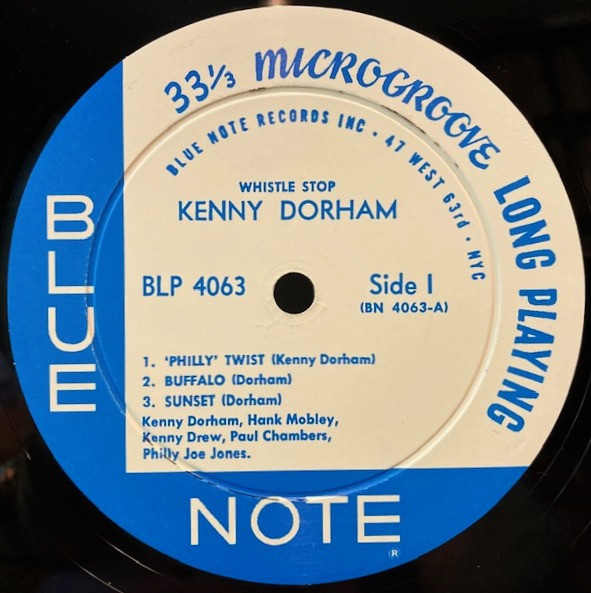 33⅓ MICROGROOVE LONG PLAYING
BLUE NOTE RECORDS INC • 47 WEST 63rd • NYC
WHISTLE STOP
KENNY DORHAM
BLP 4063
Side 1
(BN 4063-A)
1. 'PHILLY' TWIST (Kenny Dorham)
2. BUFFALO (Dorham)
3. SUNSET (Dorham)
Kenny Dorham, Hank Mobley,
Kenny Drew, Paul Chambers,
Philly Joe Jones.
BLUE
NOTE
®